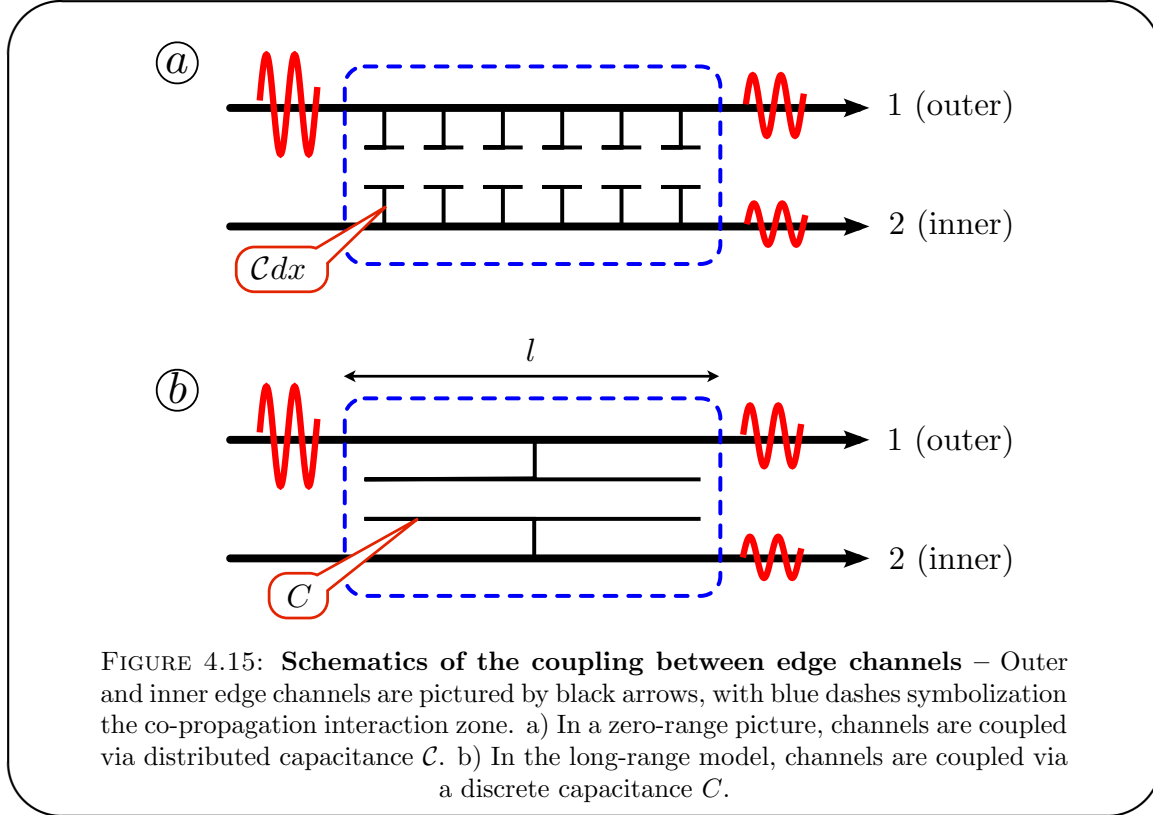 a
1 (outer)
2 (inner)
𝒞dx
l
b
1 (outer)
2 (inner)
C
FIGURE 4.15: Schematics of the coupling between edge channels – Outer
and inner edge channels are pictured by black arrows, with blue dashes symbolization
the co-propagation interaction zone. a) In a zero-range picture, channels are coupled
via distributed capacitance 𝒞. b) In the long-range model, channels are coupled via
a discrete capacitance C.